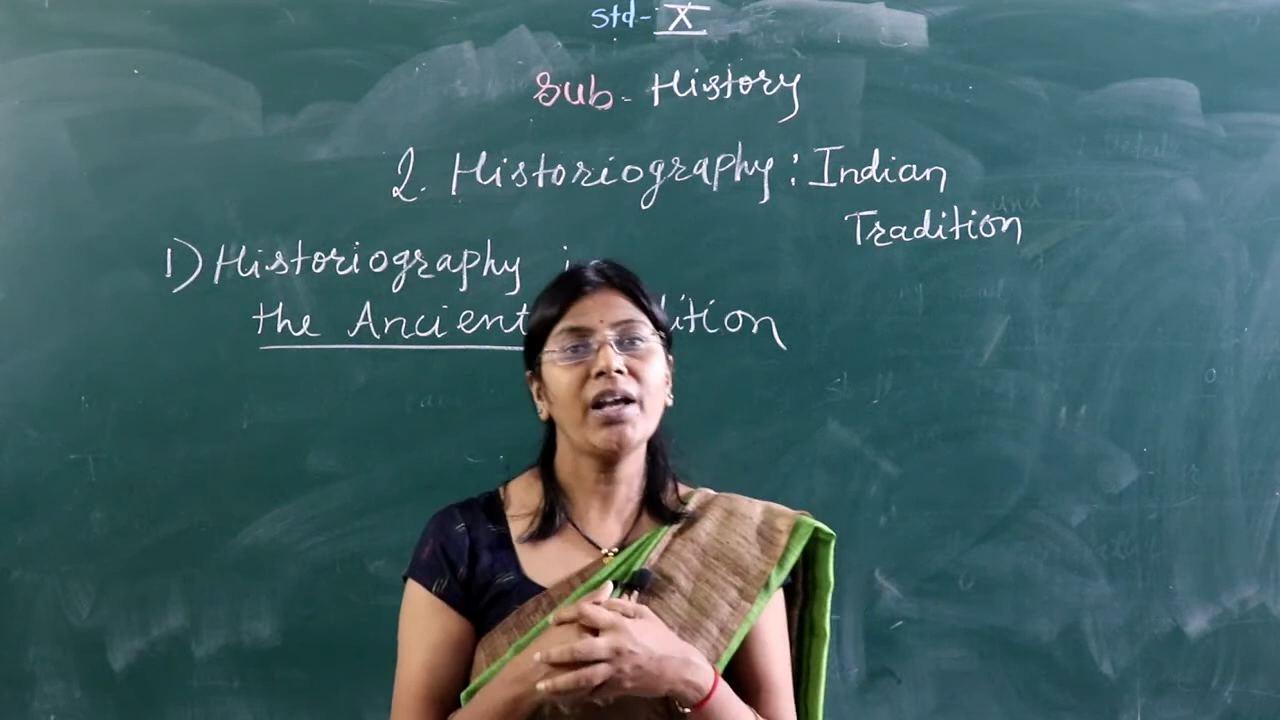 Std- X
Sub- History
2. Historiography : Indian
Tradition
1) Historiography
the Ancient